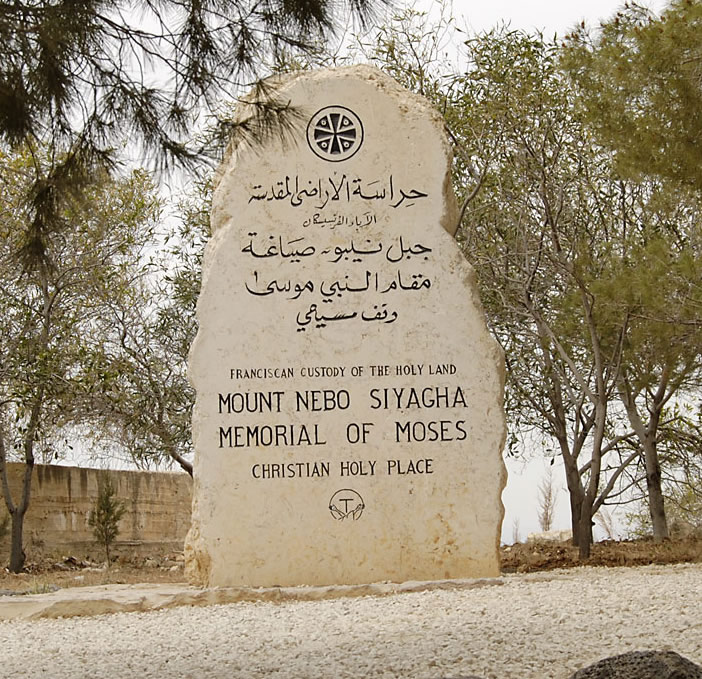 حراسة الاراضي المقدسة
الآباء الفرنسيسكان
جبل نيبو صياغة
مقام النبي موسى
وقف مسيحي
FRANCISCAN CUSTODY OF THE HOLY LAND
MOUNT NEBO SIYAGHA
MEMORIAL OF MOSES
CHRISTIAN HOLY PLACE